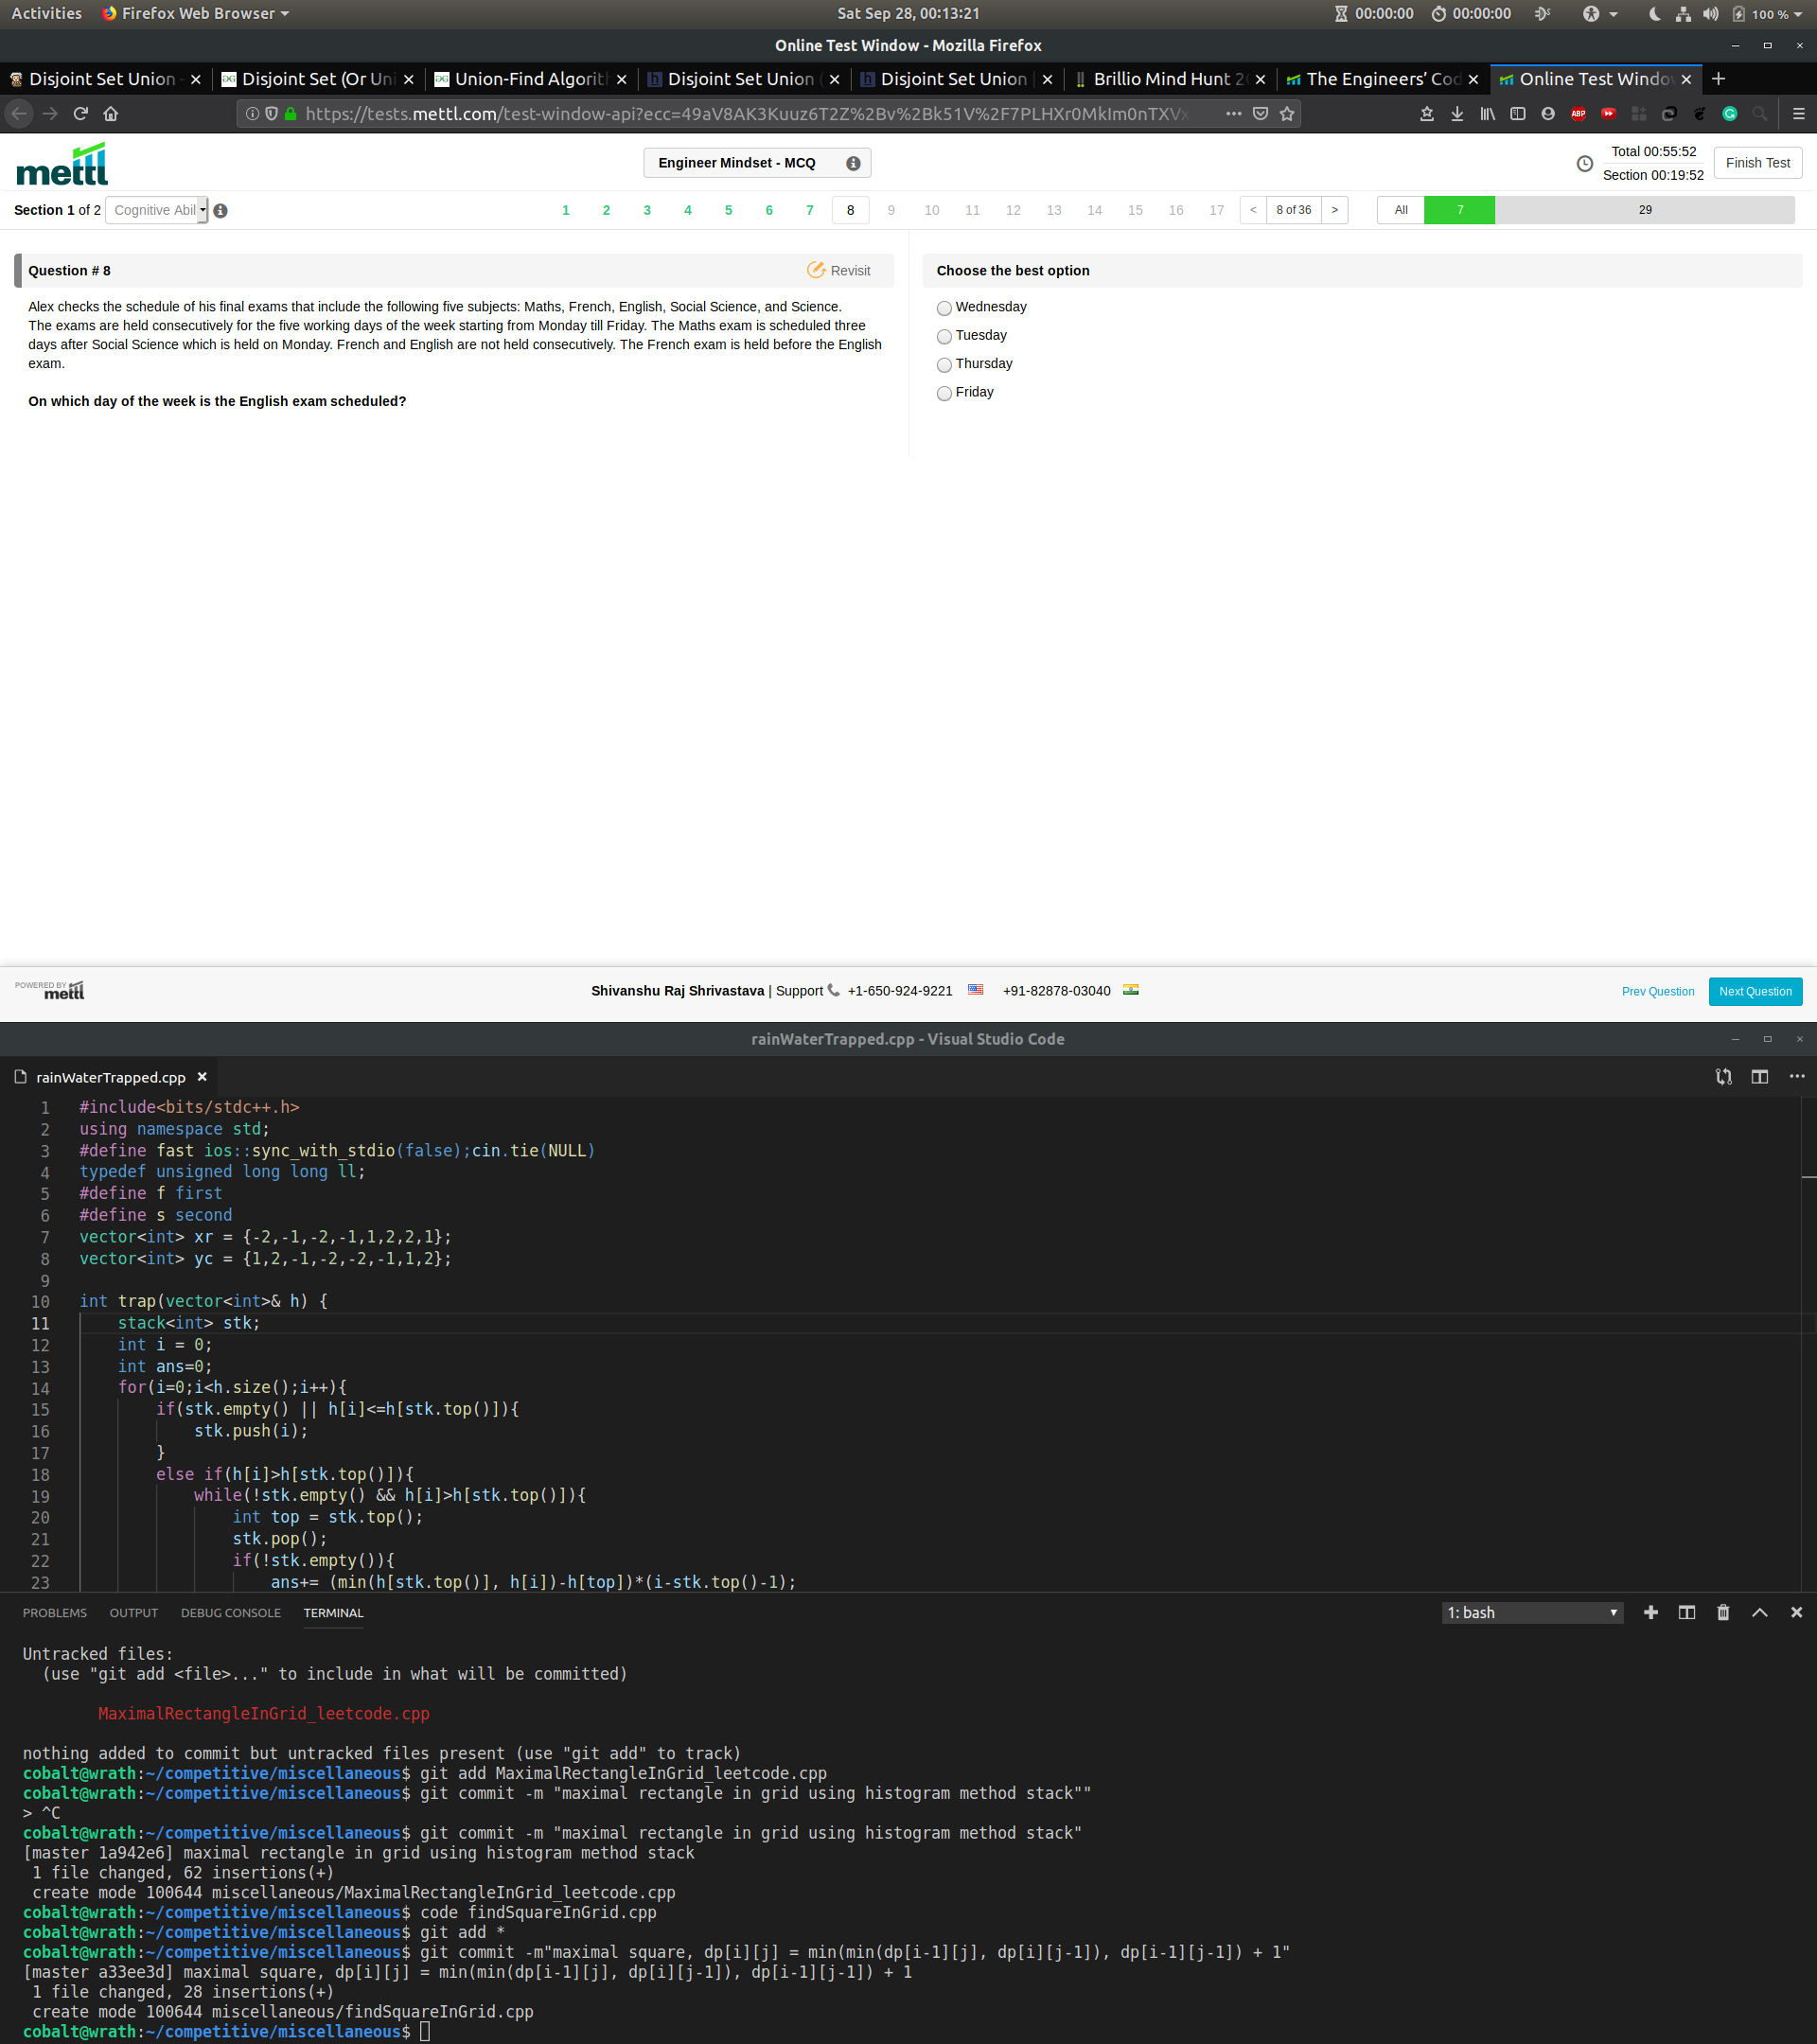 Activities Firefox Web Browser Sat Sep 28, 00:13:21 00:00:00 00:00:00 100 %
Online Test Window - Mozilla Firefox
Disjoint Set Union - Disjoint Set (Or Uni Union-Find Algorith Disjoint Set Union ( Disjoint Set Union | Brillio Mind Hunt 20 The Engineers’ Cod Online Test Window
https://tests.mettl.com/test-window-api?ecc=49aV8AK3Kuuz6T2Z%2Bv%2Bk51V%2F7PLHXr0MkIm0nTXVx ABP
mettl Engineer Mindset - MCQ Total 00:55:52 Finish Test
Section 00:19:52
Section 1 of 2 Cognitive Abil 1 2 3 4 5 6 7 8 9 10 11 12 13 14 15 16 17 < 8 of 36 > All 7 29
Question # 8 Revisit
Alex checks the schedule of his final exams that include the following five subjects: Maths, French, English, Social Science, and Science.
The exams are held consecutively for the five working days of the week starting from Monday till Friday. The Maths exam is scheduled three
days after Social Science which is held on Monday. French and English are not held consecutively. The French exam is held before the English
exam.
On which day of the week is the English exam scheduled?
Choose the best option
Wednesday
Tuesday
Thursday
Friday
POWERED BY mettl Shivanshu Raj Shrivastava | Support +1-650-924-9221 +91-82878-03040 Prev Question Next Question
rainWaterTrapped.cpp - Visual Studio Code
rainWaterTrapped.cpp
1 #include<bits/stdc++.h>
2 using namespace std;
3 #define fast ios::sync_with_stdio(false);cin.tie(NULL)
4 typedef unsigned long long ll;
5 #define f first
6 #define s second
7 vector<int> xr = {-2,-1,-2,-1,1,2,2,1};
8 vector<int> yc = {1,2,-1,-2,-2,-1,1,2};
9
10 int trap(vector<int>& h) {
11 stack<int> stk;
12 int i = 0;
13 int ans=0;
14 for(i=0;i<h.size();i++){
15 if(stk.empty() || h[i]<=h[stk.top()]){
16 stk.push(i);
17 }
18 else if(h[i]>h[stk.top()]){
19 while(!stk.empty() && h[i]>h[stk.top()]){
20 int top = stk.top();
21 stk.pop();
22 if(!stk.empty()){
23 ans+= (min(h[stk.top()], h[i])-h[top])*(i-stk.top()-1);
PROBLEMS OUTPUT DEBUG CONSOLE TERMINAL 1: bash
Untracked files:
(use "git add <file>..." to include in what will be committed)
MaximalRectangleInGrid_leetcode.cpp
nothing added to commit but untracked files present (use "git add" to track)
cobalt@wrath:~/competitive/miscellaneous$ git add MaximalRectangleInGrid_leetcode.cpp
cobalt@wrath:~/competitive/miscellaneous$ git commit -m "maximal rectangle in grid using histogram method stack""
> ^C
cobalt@wrath:~/competitive/miscellaneous$ git commit -m "maximal rectangle in grid using histogram method stack"
[master 1a942e6] maximal rectangle in grid using histogram method stack
1 file changed, 62 insertions(+)
create mode 100644 miscellaneous/MaximalRectangleInGrid_leetcode.cpp
cobalt@wrath:~/competitive/miscellaneous$ code findSquareInGrid.cpp
cobalt@wrath:~/competitive/miscellaneous$ git add *
cobalt@wrath:~/competitive/miscellaneous$ git commit -m"maximal square, dp[i][j] = min(min(dp[i-1][j], dp[i][j-1]), dp[i-1][j-1]) + 1"
[master a33ee3d] maximal square, dp[i][j] = min(min(dp[i-1][j], dp[i][j-1]), dp[i-1][j-1]) + 1
1 file changed, 28 insertions(+)
create mode 100644 miscellaneous/findSquareInGrid.cpp
cobalt@wrath:~/competitive/miscellaneous$